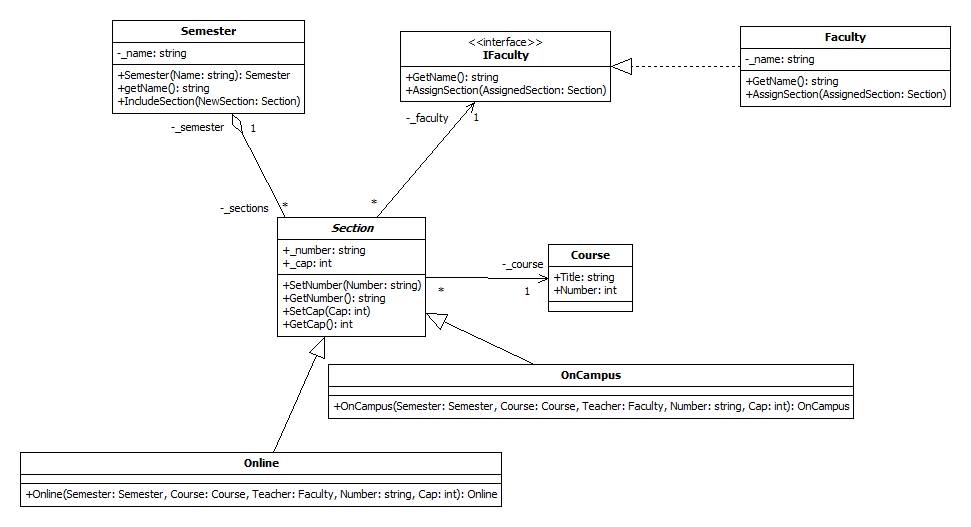 Semester
-_name: string
+Semester(Name: string): Semester
+getName(): string
+IncludeSection(NewSection: Section)
<<interface>>
IFaculty
+GetName(): string
+AssignSection(AssignedSection: Section)
Faculty
-_name: string
+GetName(): string
+AssignSection(AssignedSection: Section)
-_semester
1
-_faculty
1
-_sections
*
*
Section
+_number: string
+_cap: int
+SetNumber(Number: string)
+GetNumber(): string
+SetCap(Cap: int)
+GetCap(): int
-_course
*
1
Course
+Title: string
+Number: int
OnCampus
+OnCampus(Semester: Semester, Course: Course, Teacher: Faculty, Number: string, Cap: int): OnCampus
Online
+Online(Semester: Semester, Course: Course, Teacher: Faculty, Number: string, Cap: int): Online